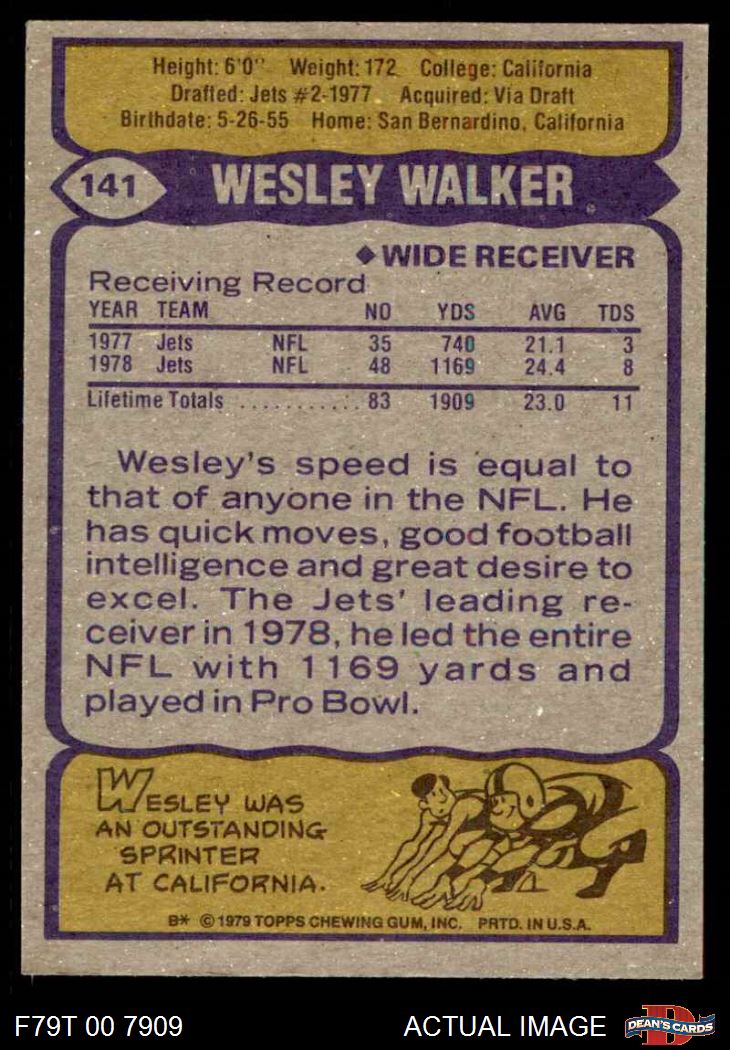 Height: 6'0" Weight: 172 College: California
Drafted: Jets #2-1977 Acquired: Via Draft
Birthdate: 5-26-55 Home: San Bernardino, California
141 WESLEY WALKER
◆ WIDE RECEIVER
Receiving Record
YEAR TEAM NO YDS AVG TDS
1977 Jets NFL 35 740 21.1 3
1978 Jets NFL 48 1169 24.4 8
Lifetime Totals ............ 83 1909 23.0 11
Wesley's speed is equal to
that of anyone in the NFL. He
has quick moves, good football
intelligence and great desire to
excel. The Jets' leading re-
ceiver in 1978, he led the entire
NFL with 1169 yards and
played in Pro Bowl.
WESLEY WAS
AN OUTSTANDING
SPRINTER
AT CALIFORNIA.
B* © 1979 TOPPS CHEWING GUM, INC. PRTD. IN U.S.A.
F79T 00 7909 ACTUAL IMAGE D DEAN'S CARDS